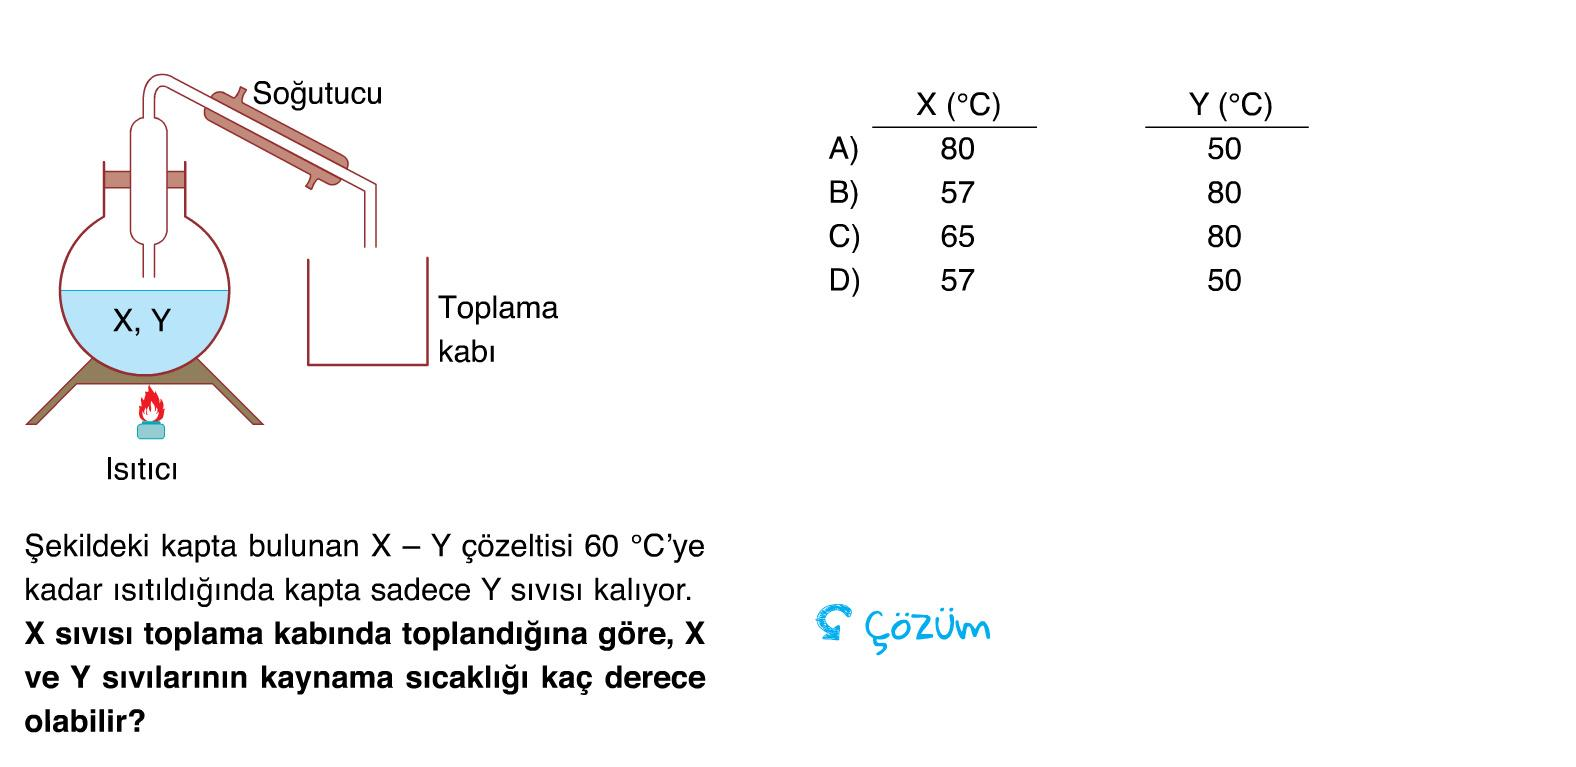 Soğutucu
X, Y
Toplama
kabı
Isıtıcı
Şekildeki kapta bulunan X – Y çözeltisi 60 °C’ye
kadar ısıtıldığında kapta sadece Y sıvısı kalıyor.
X sıvısı toplama kabında toplandığına göre, X
ve Y sıvılarının kaynama sıcaklığı kaç derece
olabilir?
X (°C) Y (°C)
A) 80 50
B) 57 80
C) 65 80
D) 57 50
Çözüm